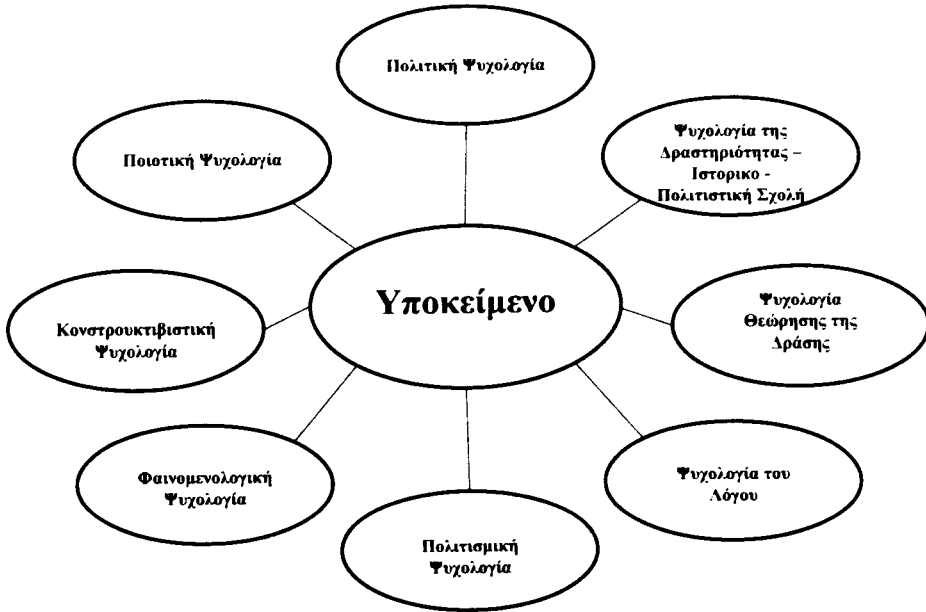 Πολιτική Ψυχολογία
Ποιοτική Ψυχολογία
Ψυχολογία της
Δραστηριότητας –
Ιστορικο -
Πολιτιστική Σχολή
Υποκείμενο
Κονστρουκτιβιστική
Ψυχολογία
Ψυχολογία
Θεώρησης της
Δράσης
Φαινομενολογική
Ψυχολογία
Ψυχολογία του
Λόγου
Πολιτισμική
Ψυχολογία